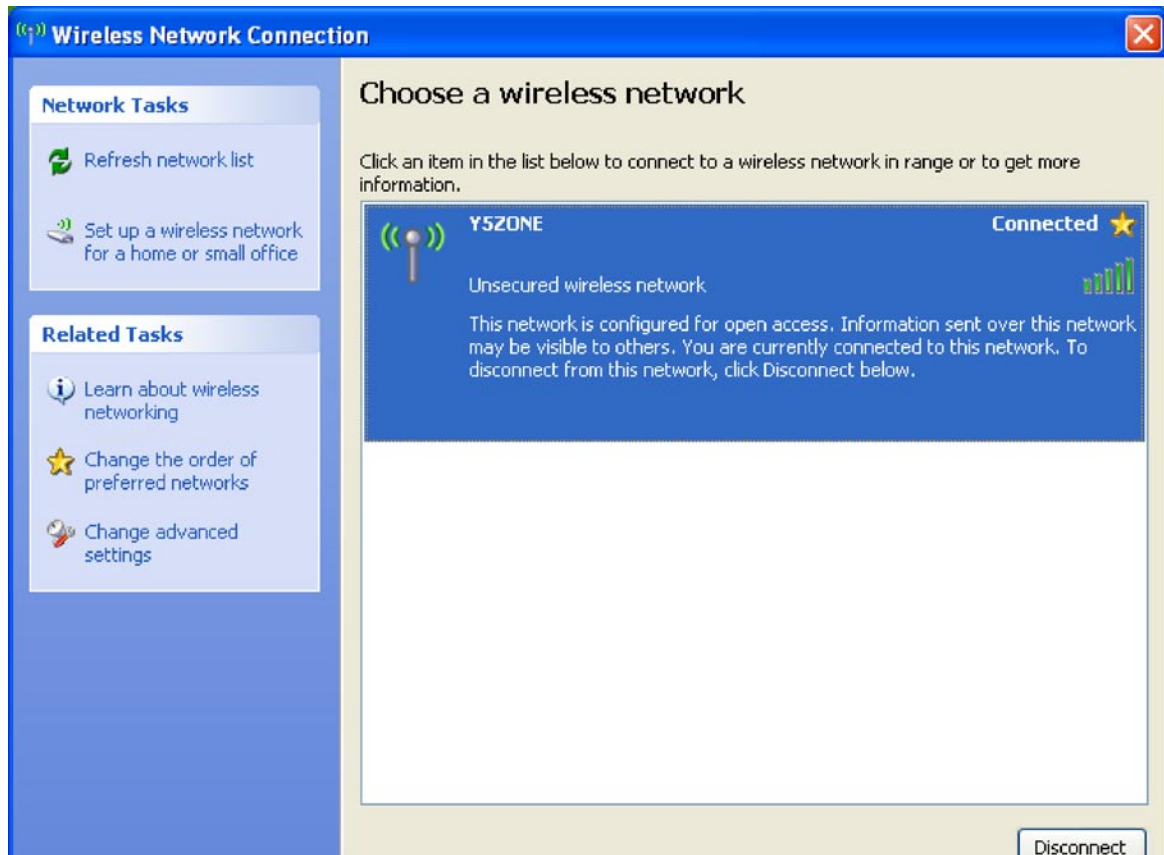 Wireless Network Connection
Network Tasks
Refresh network list
Set up a wireless network
for a home or small office
Related Tasks
Learn about wireless
networking
Change the order of
preferred networks
Change advanced
settings
Choose a wireless network
Click an item in the list below to connect to a wireless network in range or to get more
information.
Y5ZONE
Connected
Unsecured wireless network
This network is configured for open access. Information sent over this network
may be visible to others. You are currently connected to this network. To
disconnect from this network, click Disconnect below.
Disconnect